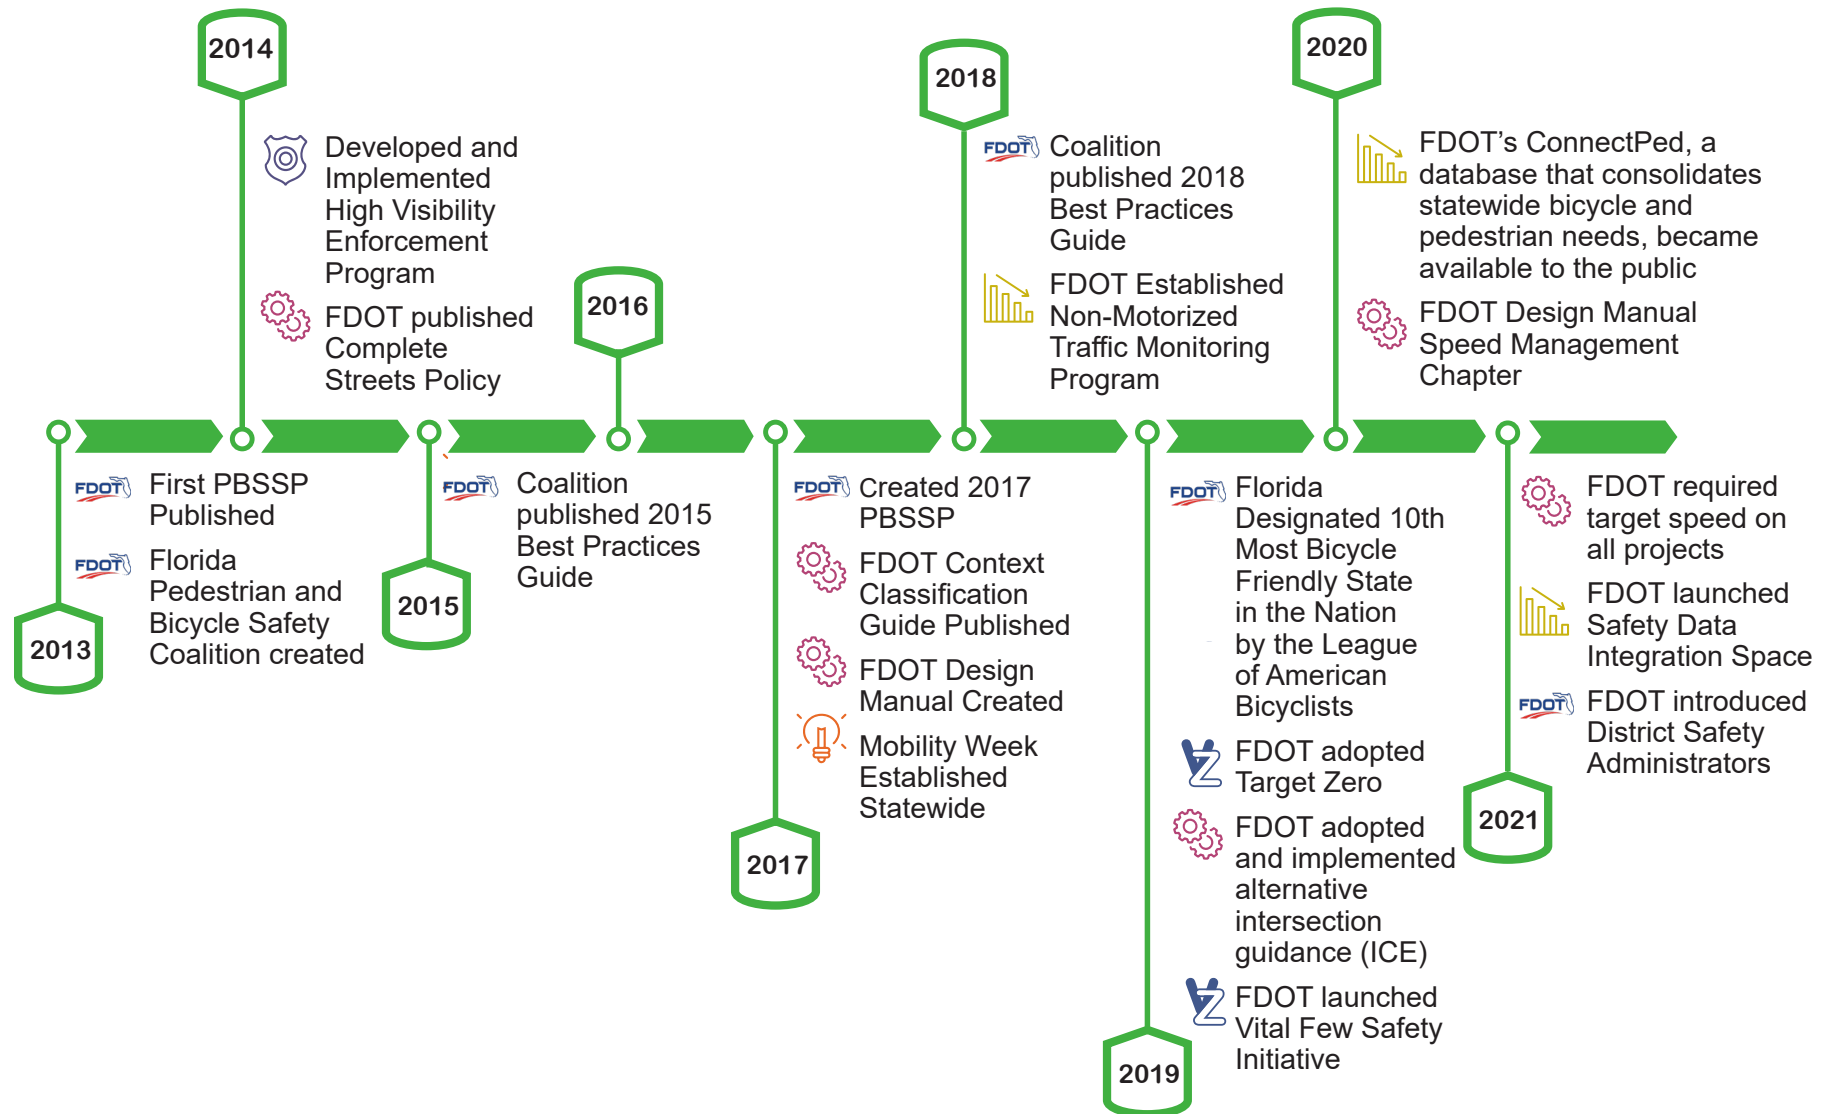 2014
Developed and
Implemented
High Visibility
Enforcement
Program
FDOT published
Complete
Streets Policy
2016
2018
FDOT
Coalition
published 2018
Best Practices
Guide
FDOT Established
Non-Motorized
Traffic Monitoring
Program
2020
FDOT's ConnectPed, a
database that consolidates
statewide bicycle and
pedestrian needs, became
available to the public
FDOT Design Manual
Speed Management
Chapter
FDOT
First PBSSP
Published
FDOT
Florida
Pedestrian and
Bicycle Safety
Coalition created
2013
FDOT
Coalition
published 2015
Best Practices
Guide
2015
FDOT
Created 2017
PBSSP
FDOT Context
Classification
Guide Published
FDOT Design
Manual Created
Mobility Week
Established
Statewide
2017
FDOT
Florida
Designated 10th
Most Bicycle
Friendly State
in the Nation
by the League
of American
Bicyclists
VZ
FDOT adopted
Target Zero
FDOT adopted
and implemented
alternative
intersection
guidance (ICE)
VZ
FDOT launched
Vital Few Safety
Initiative
2019
FDOT required
target speed on
all projects
FDOT launched
Safety Data
Integration Space
FDOT
FDOT introduced
District Safety
Administrators
2021